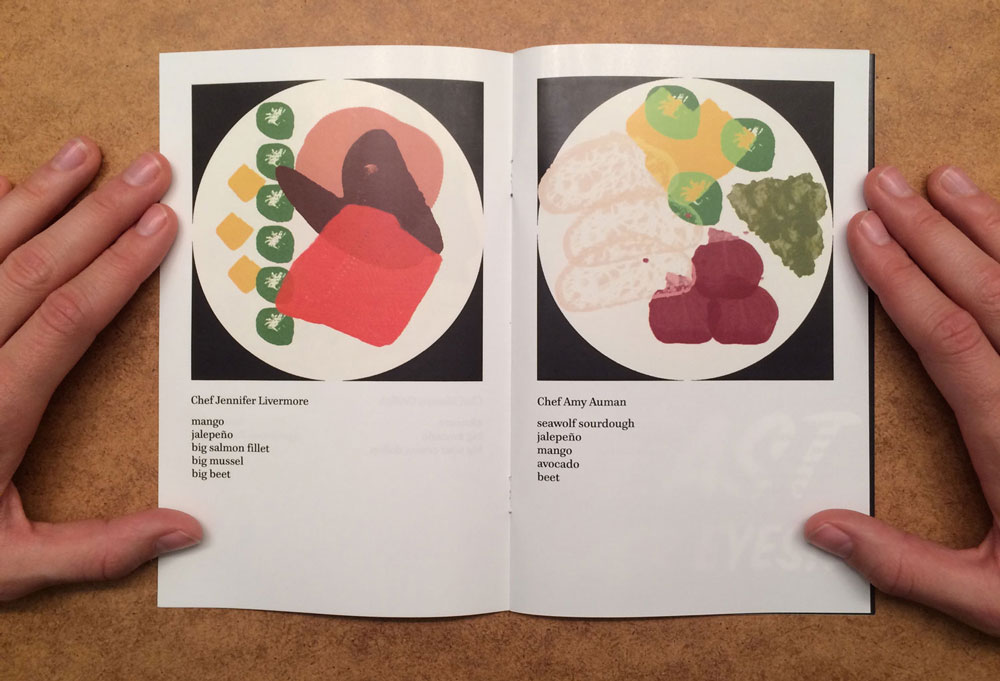 Chef Jennifer Livermore
mango
jalepeño
big salmon fillet
big mussel
big beet
Chef Amy Auman
seawolf sourdough
jalepeño
mango
avocado
beet